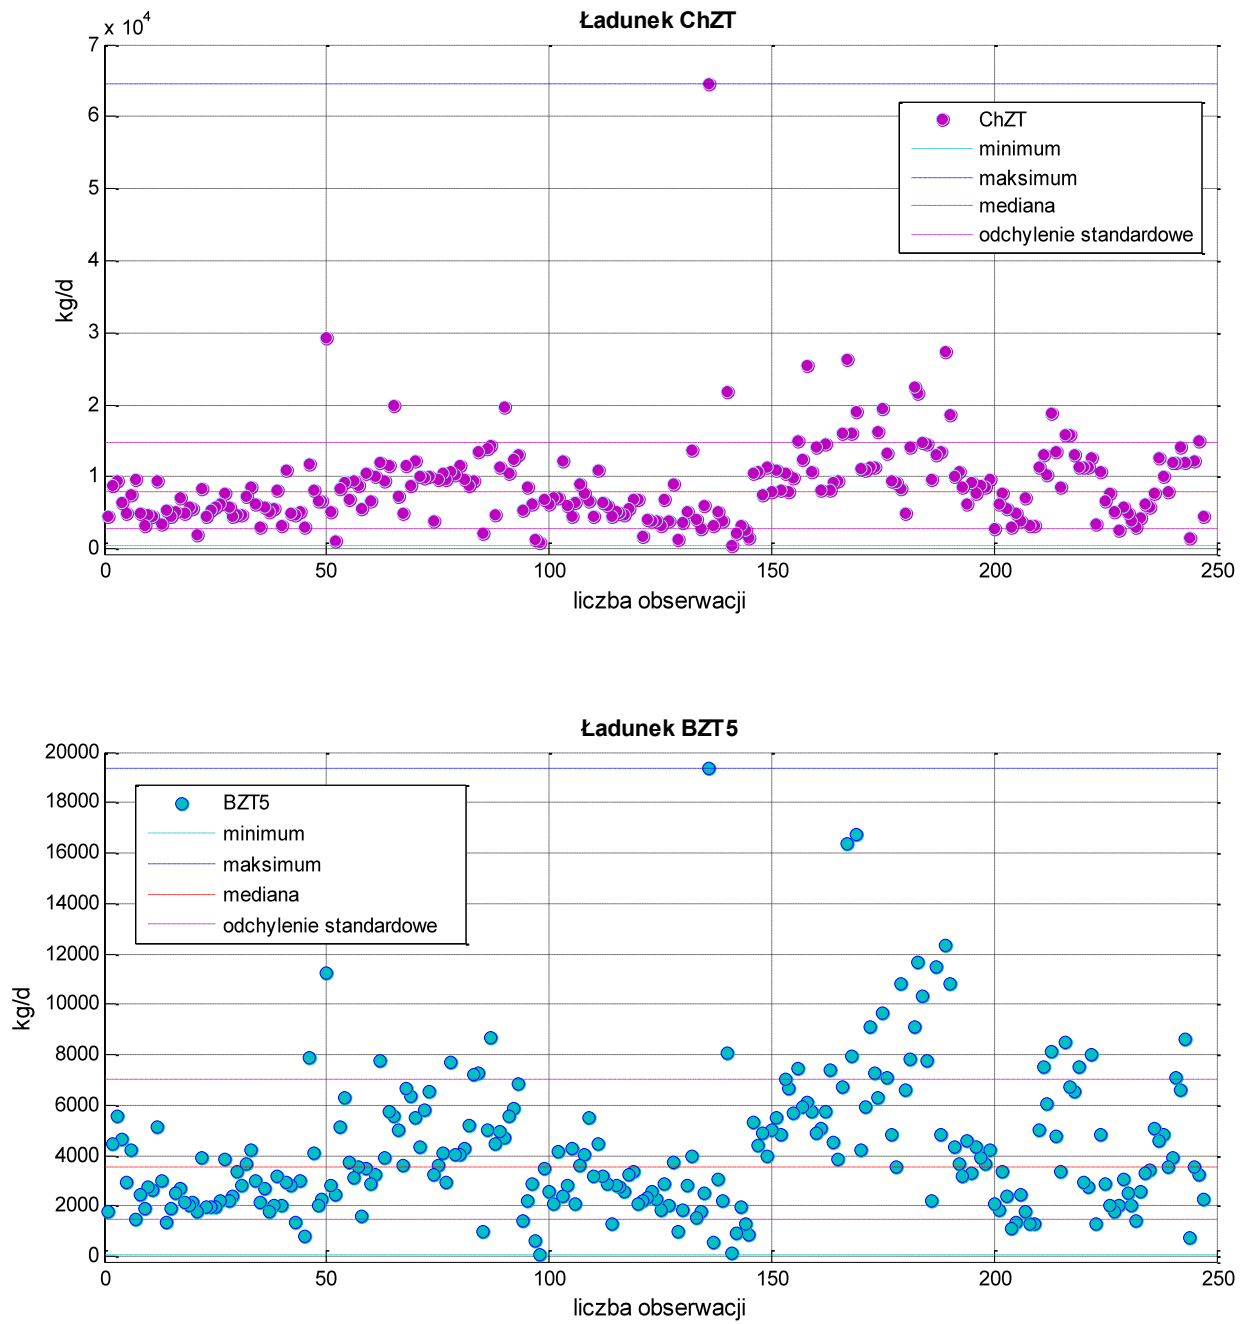 Ładunek ChZT
x 10⁴
7
6
5
4
3
2
1
0
kg/d
0 50 100 150 200 250
liczba obserwacji
ChZT
minimum
maksimum
mediana
odchylenie standardowe
Ładunek BZT5
20000
18000
16000
14000
12000
10000
8000
6000
4000
2000
0
kg/d
BZT5
minimum
maksimum
mediana
odchylenie standardowe
0 50 100 150 200 250
liczba obserwacji